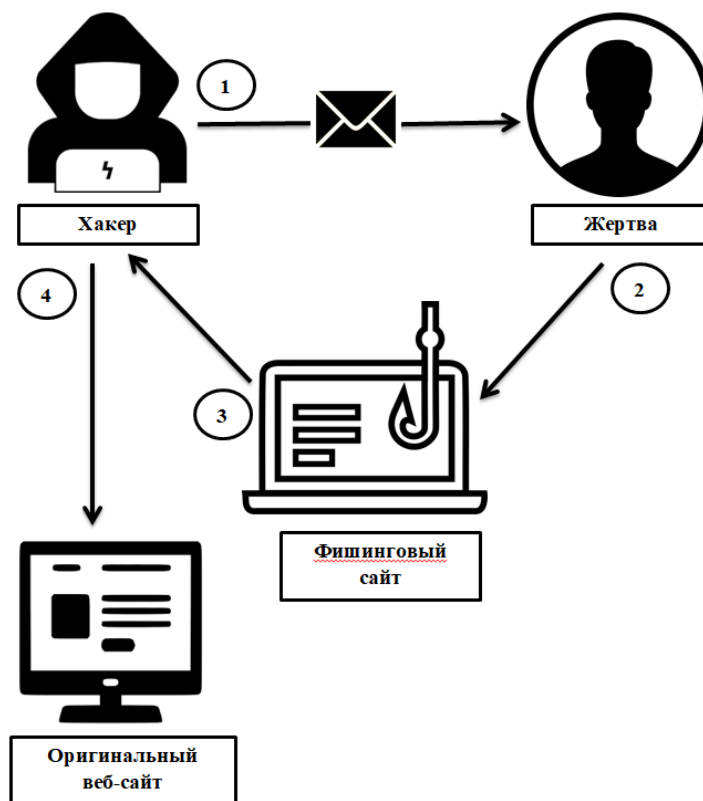 1
Хакер
Жертва
4
2
3
Фишинговый
сайт
Оригинальный
веб-сайт